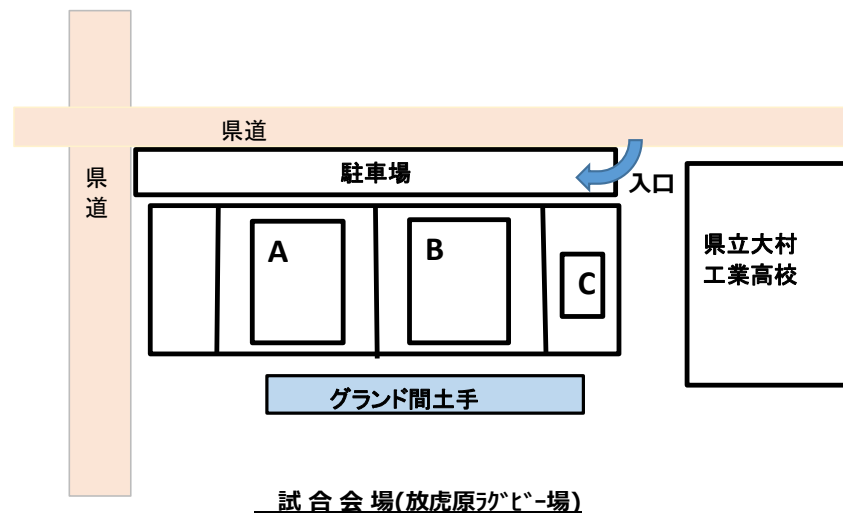 県道
県
道
駐車場
入口
A
B
C
県立大村
工業高校
グランド間土手
試 合 会 場(放虎原ﾗｸﾞﾋﾞｰ場)